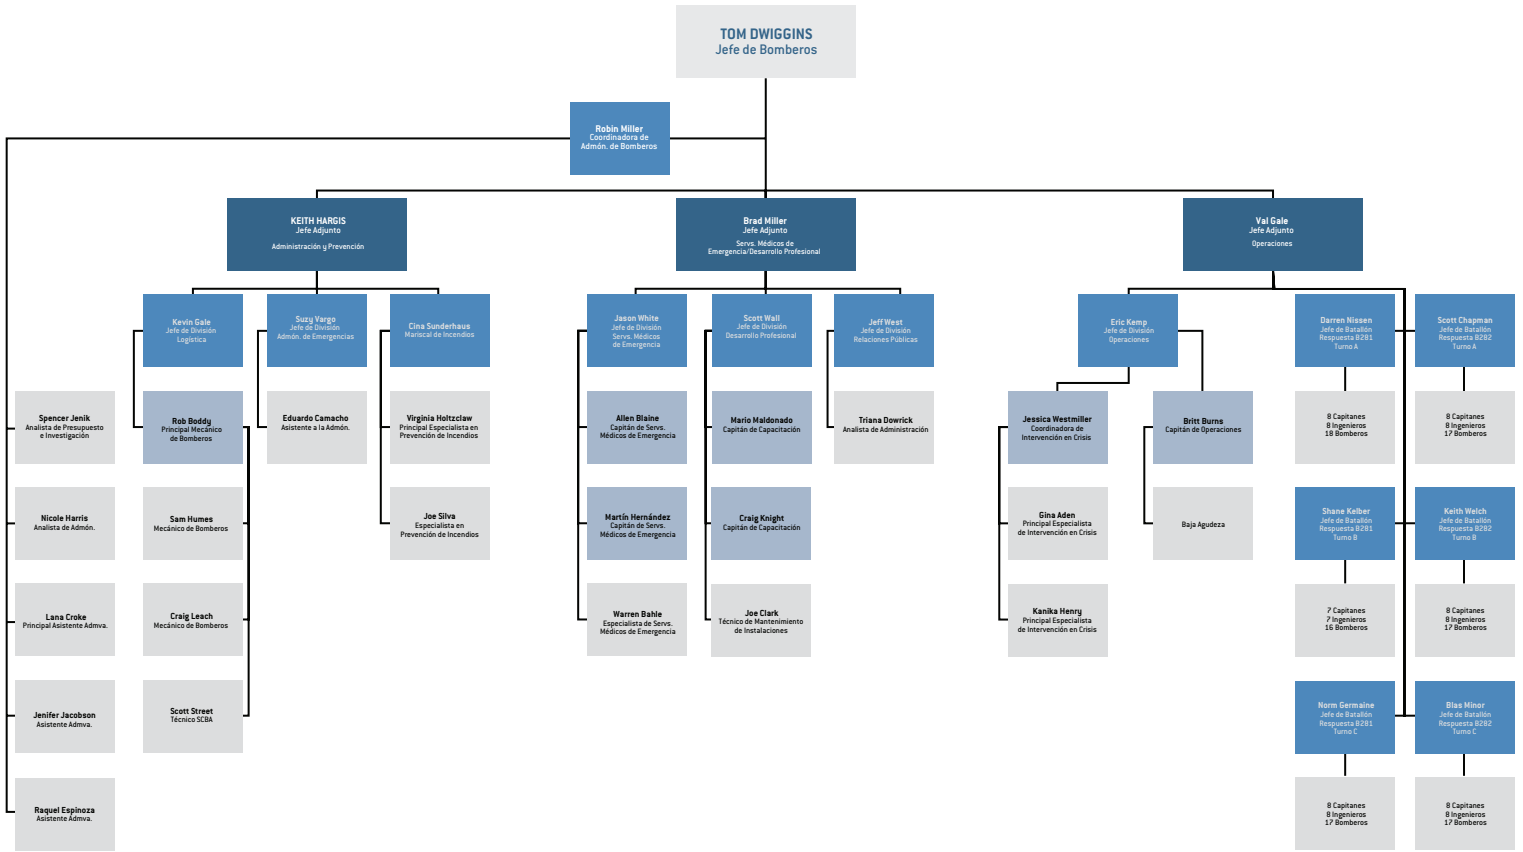 TOM DWIGGINS
Jefe de Bomberos
Robin Miller
Coordinadora de
Admón. de Bomberos
KEITH HARGIS
Jefe Adjunto
Administración y Prevención
Brad Miller
Jefe Adjunto
Servs. Médicos de
Emergencia/Desarrollo Profesional
Val Gale
Jefe Adjunto
Operaciones
Kevin Gale
Jefe de División
Logística
Suzy Vargo
Jefe de División
Admón. de Emergencias
Cina Sunderhaus
Mariscal de Incendios
Jason White
Jefe de División
Servs. Médicos
de Emergencia
Scott Wall
Jefe de División
Desarrollo Profesional
Jeff West
Jefe de División
Relaciones Públicas
Eric Kemp
Jefe de División
Operaciones
Darren Nissen
Jefe de Batallón
Respuesta B281
Turno A
Scott Chapman
Jefe de Batallón
Respuesta B282
Turno A
Spencer Jenik
Analista de Presupuesto
e Investigación
Rob Boddy
Principal Mecánico
de Bomberos
Eduardo Camacho
Asistente a la Admón.
Virginia Holtzclaw
Principal Especialista en
Prevención de Incendios
Allen Blaine
Capitán de Servs.
Médicos de Emergencia
Mario Maldonado
Capitán de Capacitación
Triana Dowrick
Analista de Administración
Jessica Westmiller
Coordinadora de
Intervención en Crisis
Britt Burns
Capitán de Operaciones
8 Capitanes
8 Ingenieros
18 Bomberos
8 Capitanes
8 Ingenieros
17 Bomberos
Nicole Harris
Analista de Admón.
Sam Humes
Mecánico de Bomberos
Joe Silva
Especialista en
Prevención de Incendios
Martín Hernández
Capitán de Servs.
Médicos de Emergencia
Craig Knight
Capitán de Capacitación
Gina Aden
Principal Especialista
de Intervención en Crisis
Baja Agudeza
Shane Kelber
Jefe de Batallón
Respuesta B281
Turno B
Keith Welch
Jefe de Batallón
Respuesta B282
Turno B
Lana Croke
Principal Asistente Admva.
Craig Leach
Mecánico de Bomberos
Warren Bahle
Especialista de Servs.
Médicos de Emergencia
Joe Clark
Técnico de Mantenimiento
de Instalaciones
Kanika Henry
Principal Especialista
de Intervención en Crisis
7 Capitanes
7 Ingenieros
16 Bomberos
8 Capitanes
8 Ingenieros
17 Bomberos
Jenifer Jacobson
Asistente Admva.
Scott Street
Técnico SCBA
Norm Germaine
Jefe de Batallón
Respuesta B281
Turno C
Blas Minor
Jefe de Batallón
Respuesta B282
Turno C
Raquel Espinoza
Asistente Admva.
8 Capitanes
8 Ingenieros
17 Bomberos
8 Capitanes
8 Ingenieros
17 Bomberos